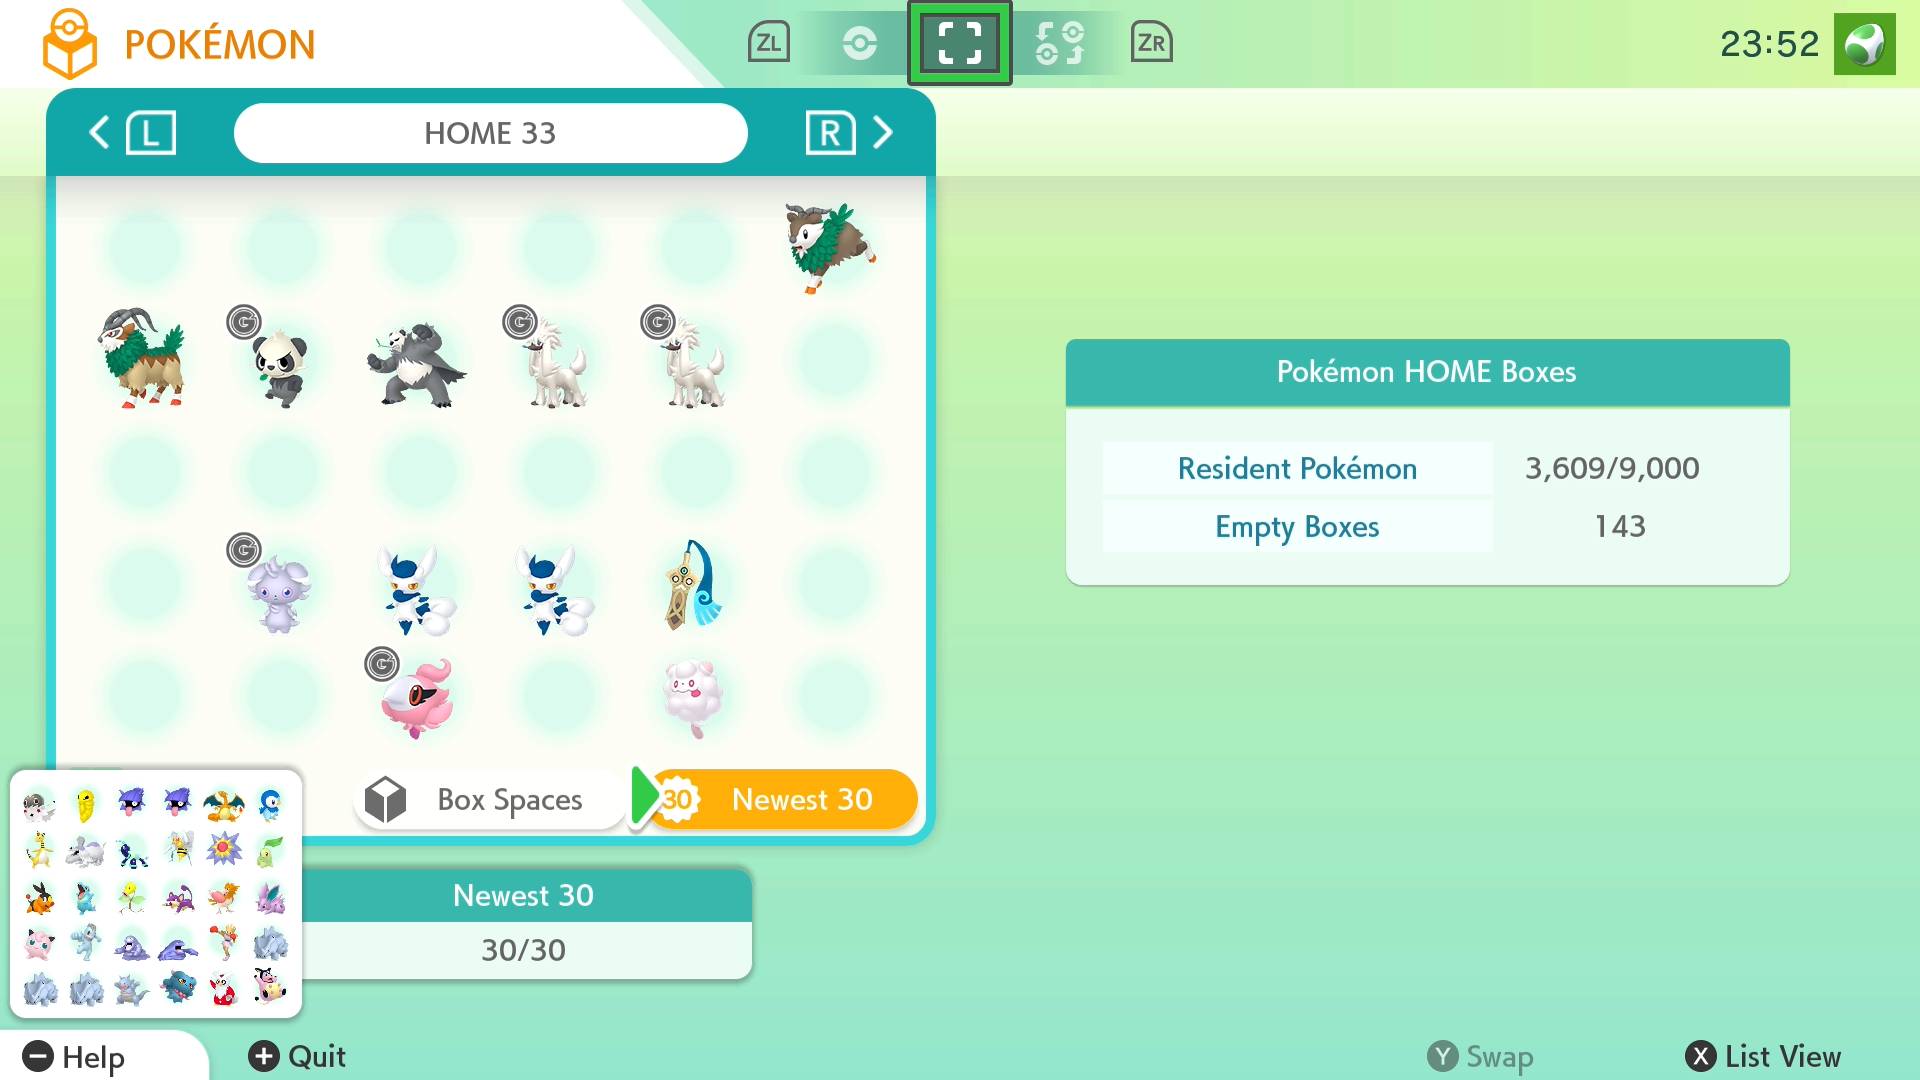 POKÉMON
ZL
ZR
23:52
L
HOME 33
R
G
G
G
Pokémon HOME Boxes
Resident Pokémon 3,609/9,000
Empty Boxes 143
G
G
Box Spaces
30 Newest 30
Newest 30
30/30
Help
+ Quit
Y Swap
X List View